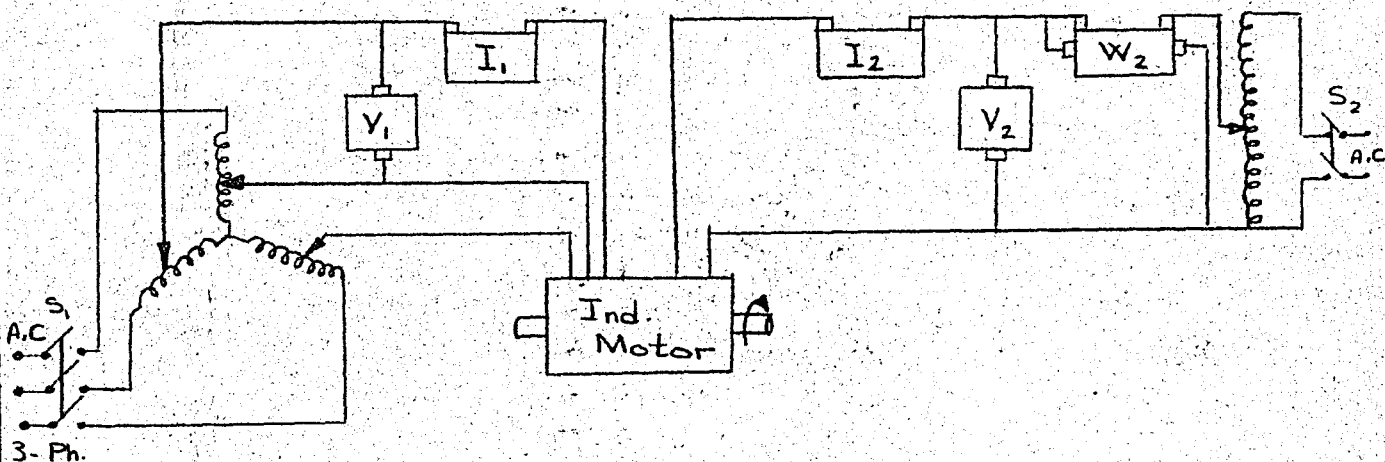 I₁
I₂
W₂
V₁
V₂
S₂
A.C
S₁
A.C
Ind.
Motor
3-Ph.